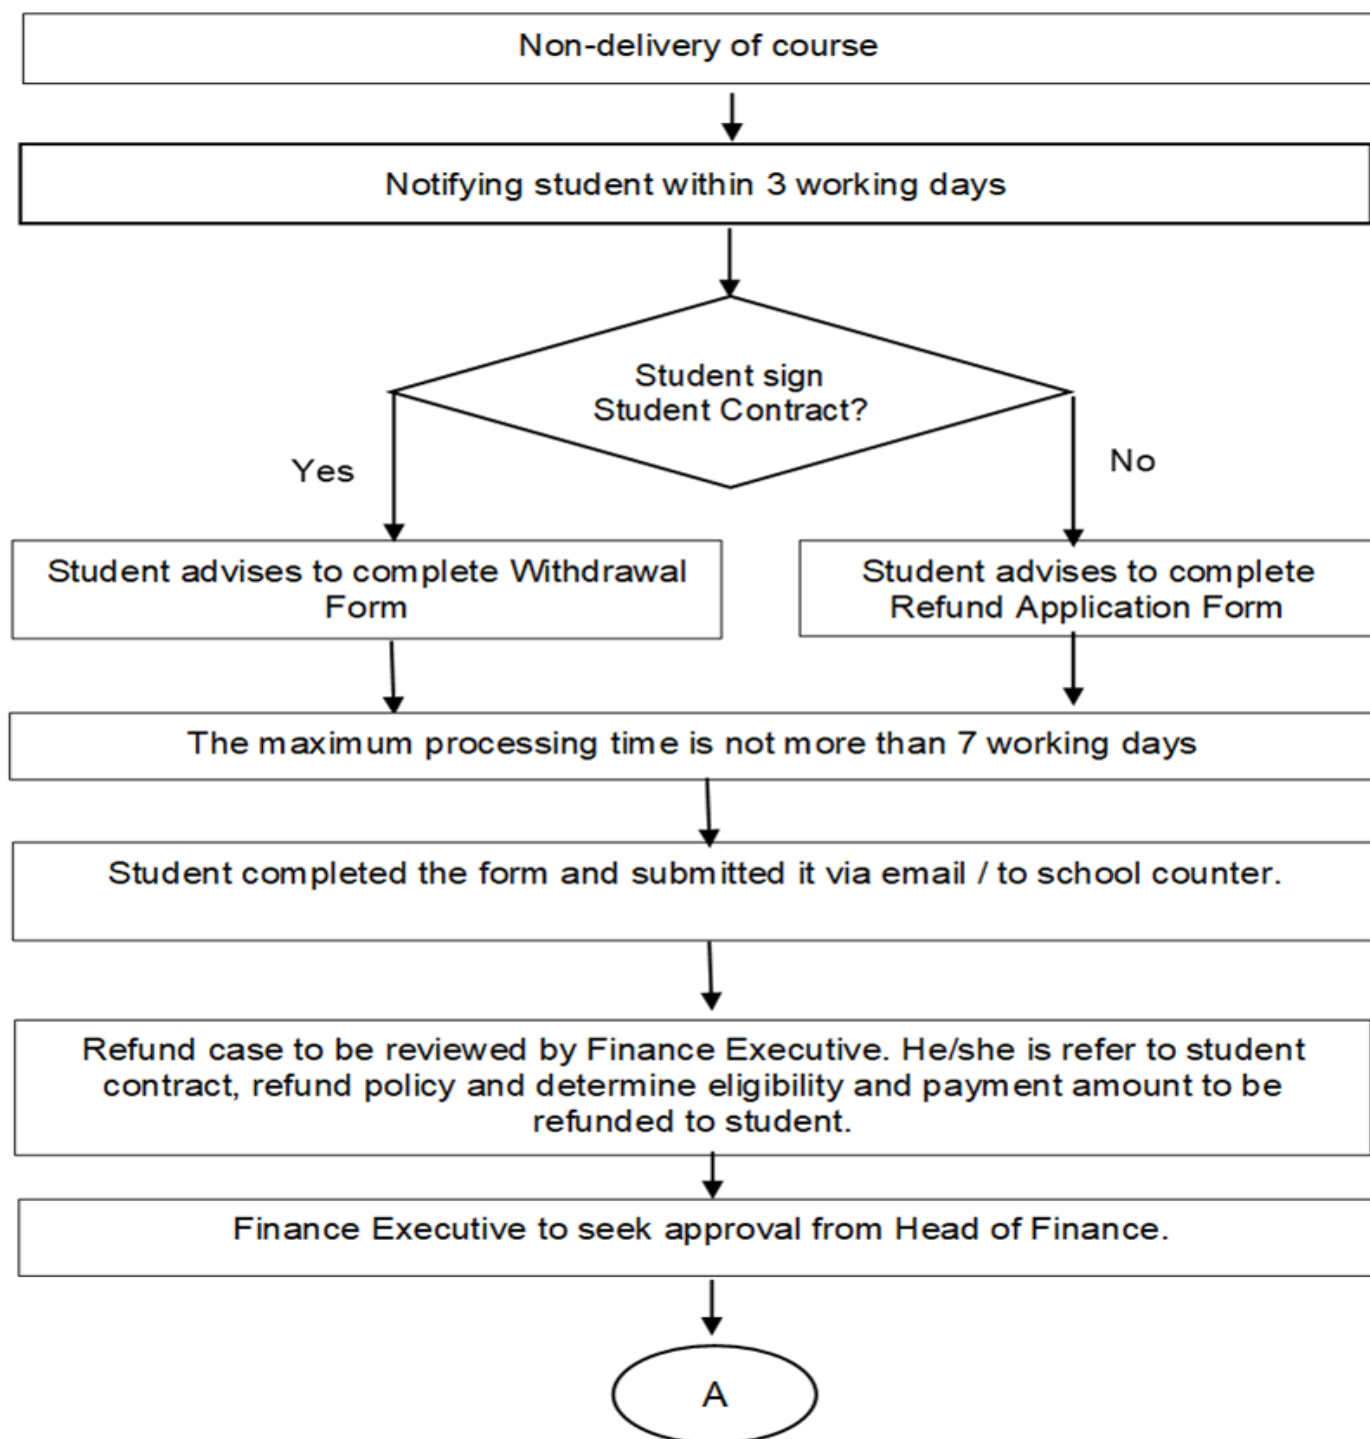 Non-delivery of course
Notifying student within 3 working days
Student sign
Student Contract?
Yes
No
Student advises to complete Withdrawal
Form
Student advises to complete
Refund Application Form
The maximum processing time is not more than 7 working days
Student completed the form and submitted it via email / to school counter.
Refund case to be reviewed by Finance Executive. He/she is refer to student
contract, refund policy and determine eligibility and payment amount to be
refunded to student.
Finance Executive to seek approval from Head of Finance.
A